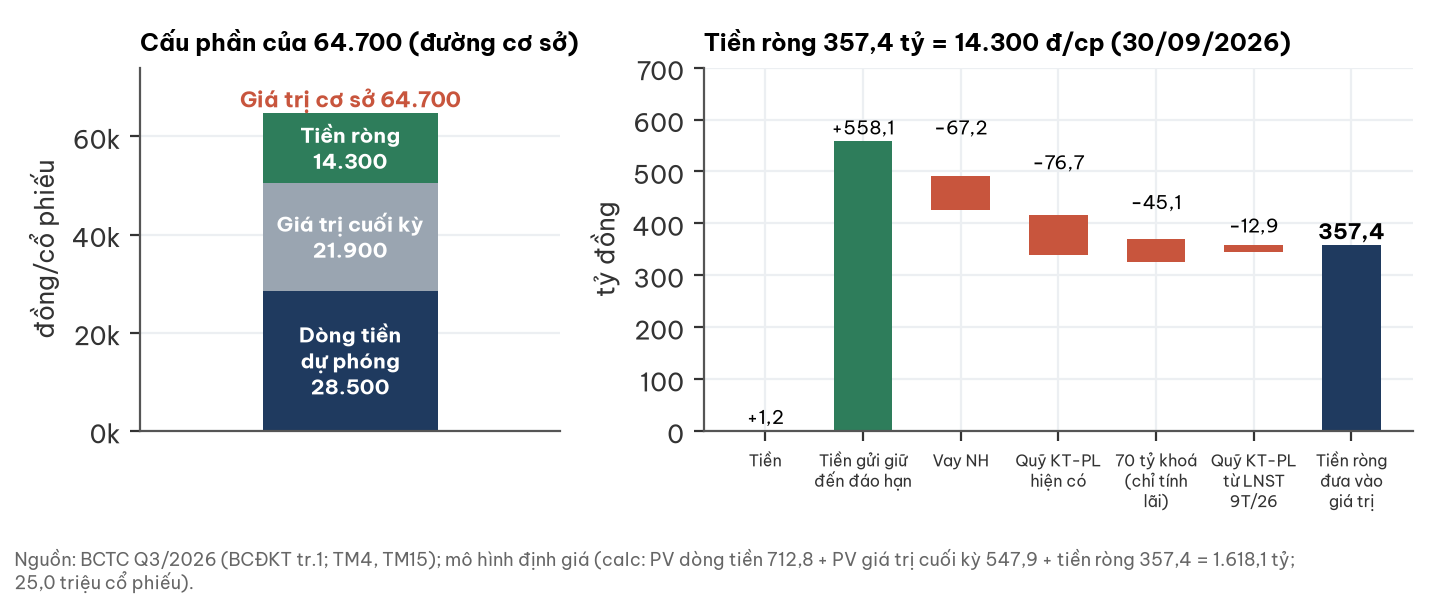 Cấu phần của 64.700 (đường cơ sở)
Giá trị cơ sở 64.700
Tiền ròng
14.300
Giá trị cuối kỳ
21.900
Dòng tiền
dự phóng
28.500
60k
40k
20k
0k
đồng/cổ phiếu
Tiền ròng 357,4 tỷ = 14.300 đ/cp (30/09/2026)
700
600
500
400
300
200
100
0
tỷ đồng
+1,2
+558,1
−67,2
−76,7
−45,1
−12,9
357,4
Tiền
Tiền gửi giữ
đến đáo hạn
Vay NH
Quỹ KT-PL
hiện có
70 tỷ khoá
(chỉ tính
lãi)
Quỹ KT-PL
từ LNST
9T/26
Tiền ròng
đưa vào
giá trị
Nguồn: BCTC Q3/2026 (BCĐKT tr.1; TM4, TM15); mô hình định giá (calc: PV dòng tiền 712,8 + PV giá trị cuối kỳ 547,9 + tiền ròng 357,4 = 1.618,1 tỷ;
25,0 triệu cổ phiếu).